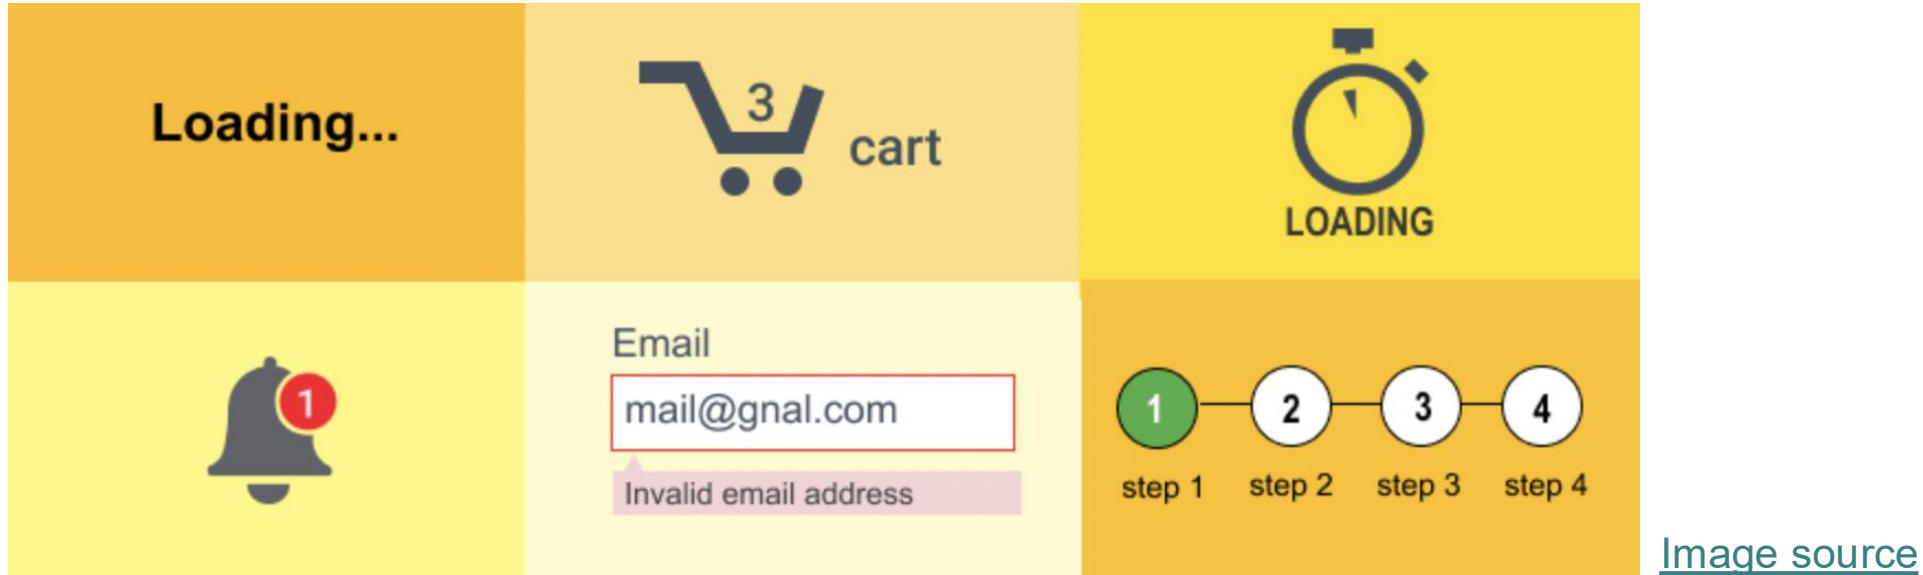 Loading...
3
cart
LOADING
1
Email
mail@gnal.com
Invalid email address
1 2 3 4
step 1 step 2 step 3 step 4
Image source